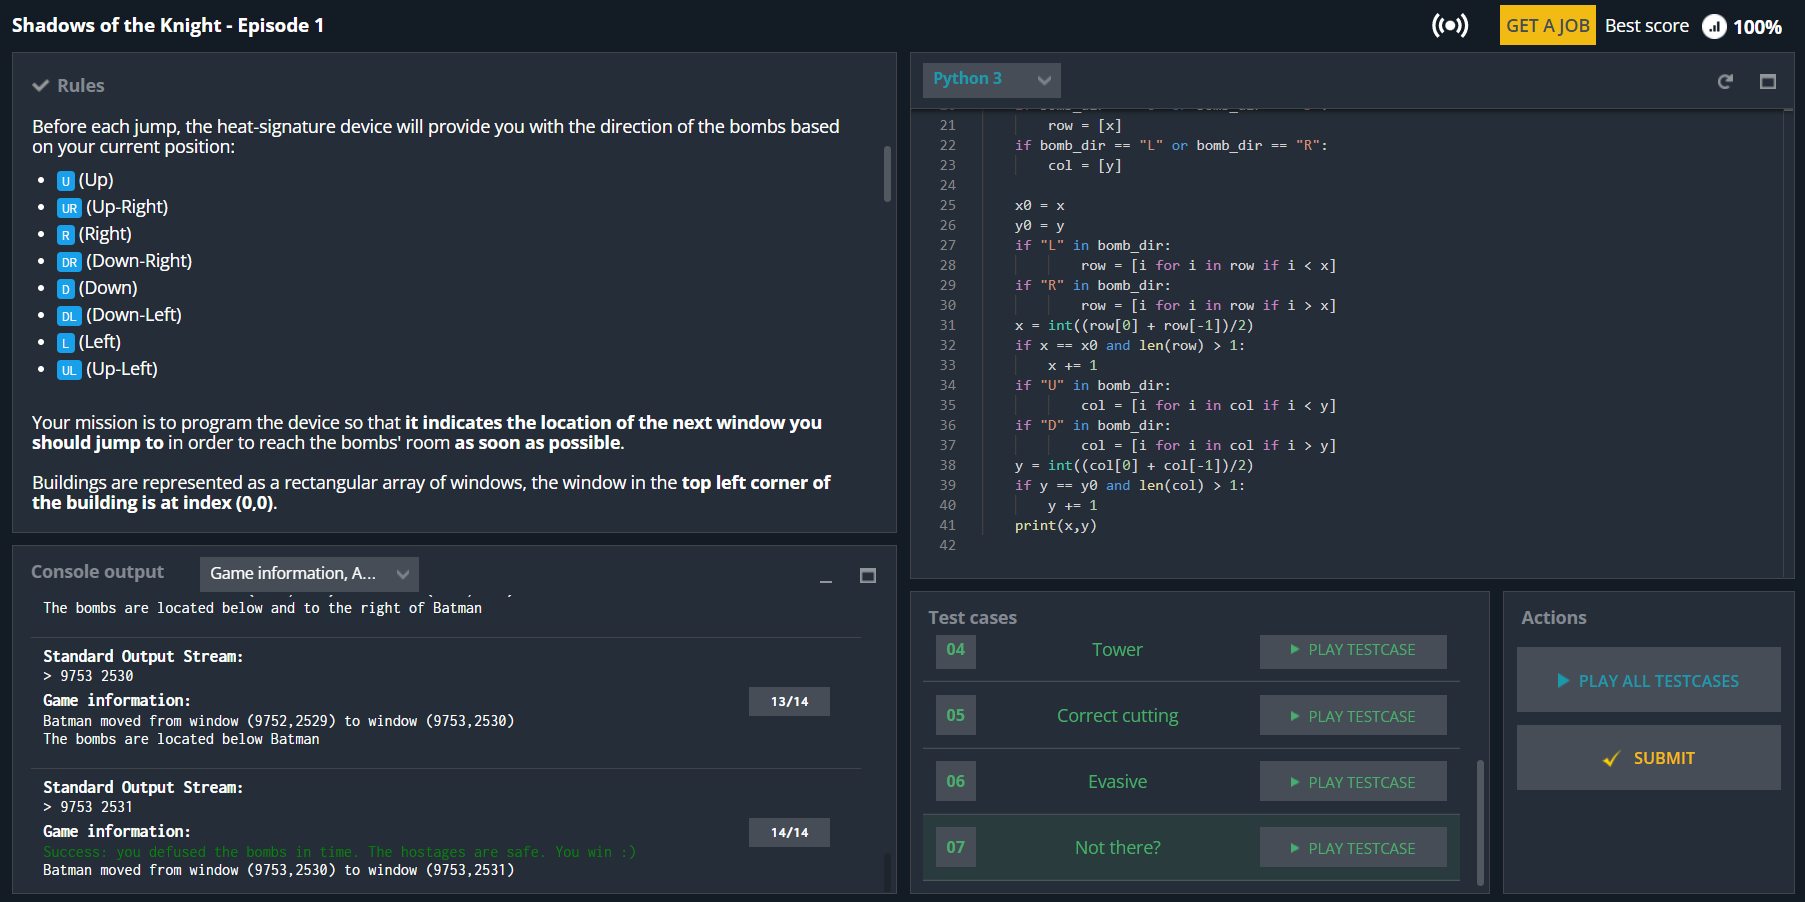 Shadows of the Knight - Episode 1
GET A JOB
Best score
100%
Rules
Before each jump, the heat-signature device will provide you with the direction of the bombs based
on your current position:
U (Up)
UR (Up-Right)
R (Right)
DR (Down-Right)
D (Down)
DL (Down-Left)
L (Left)
UL (Up-Left)
Your mission is to program the device so that it indicates the location of the next window you
should jump to in order to reach the bombs' room as soon as possible.
Buildings are represented as a rectangular array of windows, the window in the top left corner of
the building is at index (0,0).
Console output
Game information, A...
The bombs are located below and to the right of Batman
Standard Output Stream:
> 9753 2530
Game information:
13/14
Batman moved from window (9752,2529) to window (9753,2530)
The bombs are located below Batman
Standard Output Stream:
> 9753 2531
Game information:
14/14
Success: you defused the bombs in time. The hostages are safe. You win :)
Batman moved from window (9753,2530) to window (9753,2531)
Python 3
21 row = [x]
22 if bomb_dir == "L" or bomb_dir == "R":
23 col = [y]
24
25 x0 = x
26 y0 = y
27 if "L" in bomb_dir:
28 row = [i for i in row if i < x]
29 if "R" in bomb_dir:
30 row = [i for i in row if i > x]
31 x = int((row[0] + row[-1])/2)
32 if x == x0 and len(row) > 1:
33 x += 1
34 if "U" in bomb_dir:
35 col = [i for i in col if i < y]
36 if "D" in bomb_dir:
37 col = [i for i in col if i > y]
38 y = int((col[0] + col[-1])/2)
39 if y == y0 and len(col) > 1:
40 y += 1
41 print(x,y)
42
Test cases
04 Tower PLAY TESTCASE
05 Correct cutting PLAY TESTCASE
06 Evasive PLAY TESTCASE
07 Not there? PLAY TESTCASE
Actions
PLAY ALL TESTCASES
SUBMIT